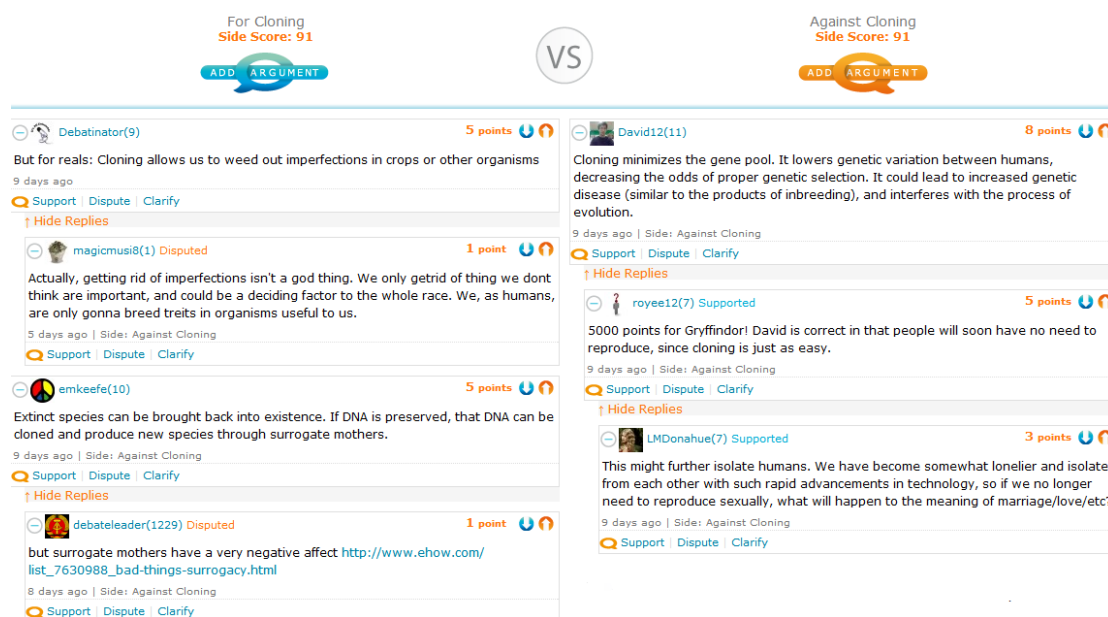 For Cloning
Side Score: 91
ADD ARGUMENT
VS
Against Cloning
Side Score: 91
ADD ARGUMENT
Debatinator(9)
5 points
But for reals: Cloning allows us to weed out imperfections in crops or other organisms
9 days ago
Support | Dispute | Clarify
↑ Hide Replies
magicmusi8(1) Disputed
1 point
Actually, getting rid of imperfections isn't a god thing. We only getrid of thing we dont
think are important, and could be a deciding factor to the whole race. We, as humans,
are only gonna breed treits in organisms useful to us.
5 days ago | Side: Against Cloning
Support | Dispute | Clarify
emkeefe(10)
5 points
Extinct species can be brought back into existence. If DNA is preserved, that DNA can be
cloned and produce new species through surrogate mothers.
9 days ago | Side: Against Cloning
Support | Dispute | Clarify
↑ Hide Replies
debateleader(1229) Disputed
1 point
but surrogate mothers have a very negative affect http://www.ehow.com/
list_7630988_bad-things-surrogacy.html
8 days ago | Side: Against Cloning
Support | Dispute | Clarify
David12(11)
8 points
Cloning minimizes the gene pool. It lowers genetic variation between humans,
decreasing the odds of proper genetic selection. It could lead to increased genetic
disease (similar to the products of inbreeding), and interferes with the process of
evolution.
9 days ago | Side: Against Cloning
Support | Dispute | Clarify
↑ Hide Replies
royee12(7) Supported
5 points
5000 points for Gryffindor! David is correct in that people will soon have no need to
reproduce, since cloning is just as easy.
9 days ago | Side: Against Cloning
Support | Dispute | Clarify
↑ Hide Replies
LMDonahue(7) Supported
3 points
This might further isolate humans. We have become somewhat lonelier and isolate
from each other with such rapid advancements in technology, so if we no longer
need to reproduce sexually, what will happen to the meaning of marriage/love/etc?
9 days ago | Side: Against Cloning
Support | Dispute | Clarify